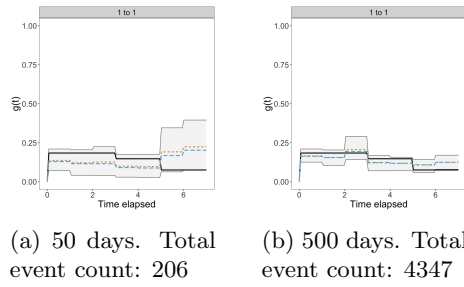 1 to 1
1.00
0.75
0.50
0.25
0.00
g(t)
0 2 4 6
Time elapsed
(a) 50 days. Total
event count: 206
1 to 1
1.00
0.75
0.50
0.25
0.00
g(t)
0 2 4 6
Time elapsed
(b) 500 days. Total
event count: 4347